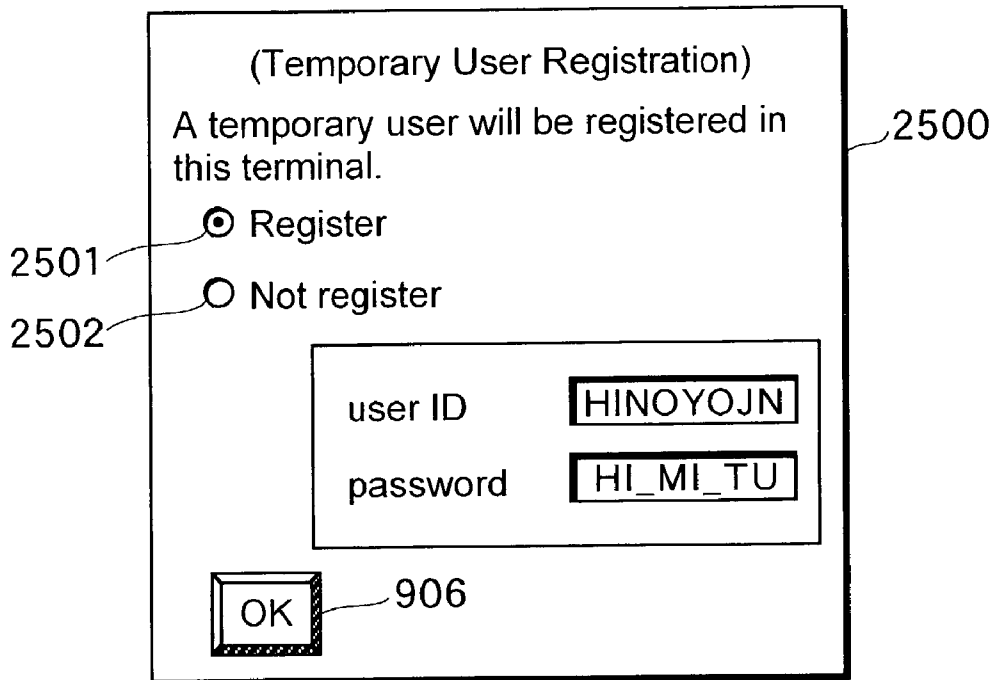 (Temporary User Registration)
A temporary user will be registered in
2500
this terminal.
Register
2501
Not register
2502
user ID HINOYOJN
password HI_MI_TU
OK
906